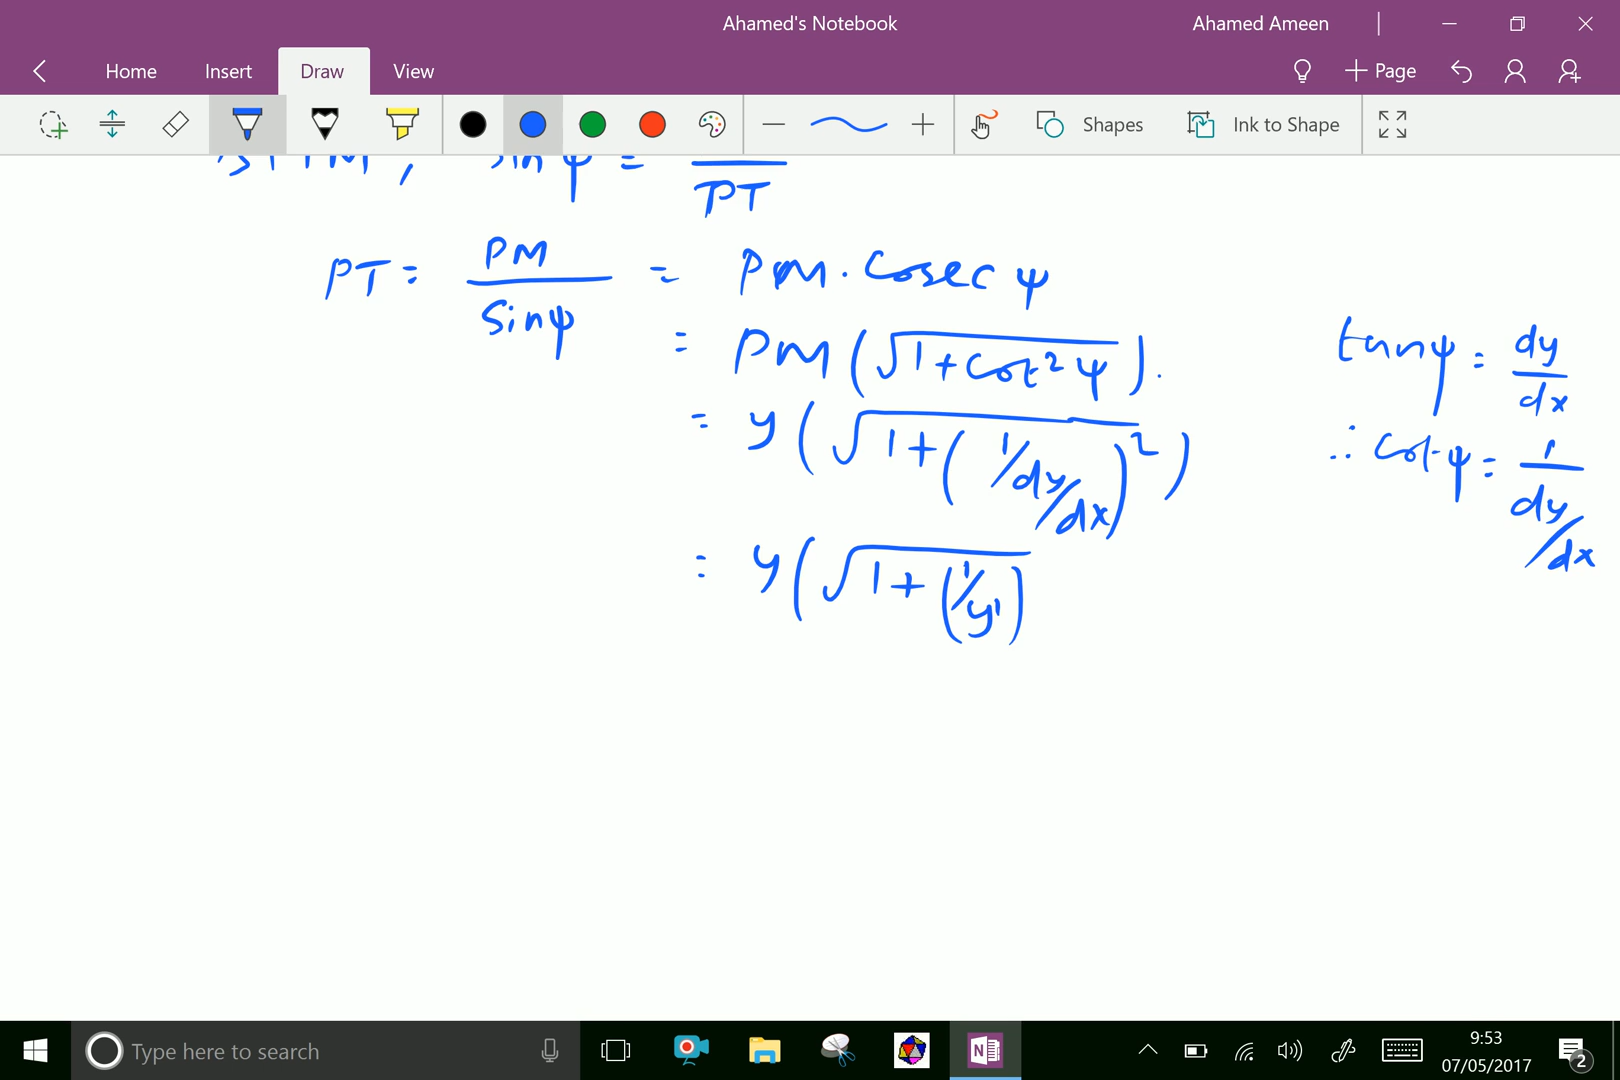 Ahamed's Notebook Ahamed Ameen
Home Insert Draw View Page
Shapes Ink to Shape
sin ψ = ── / PT
PT = PM / Sinψ = PM · Cosec ψ
= PM (√(1 + Cot² ψ)).
= y (√(1 + (1/dy/dx)²))
= y (√(1 + (1/y')
tanψ = dy/dx
∴ Cotψ = 1 / dy/dx
Type here to search
9:53
07/05/2017
2